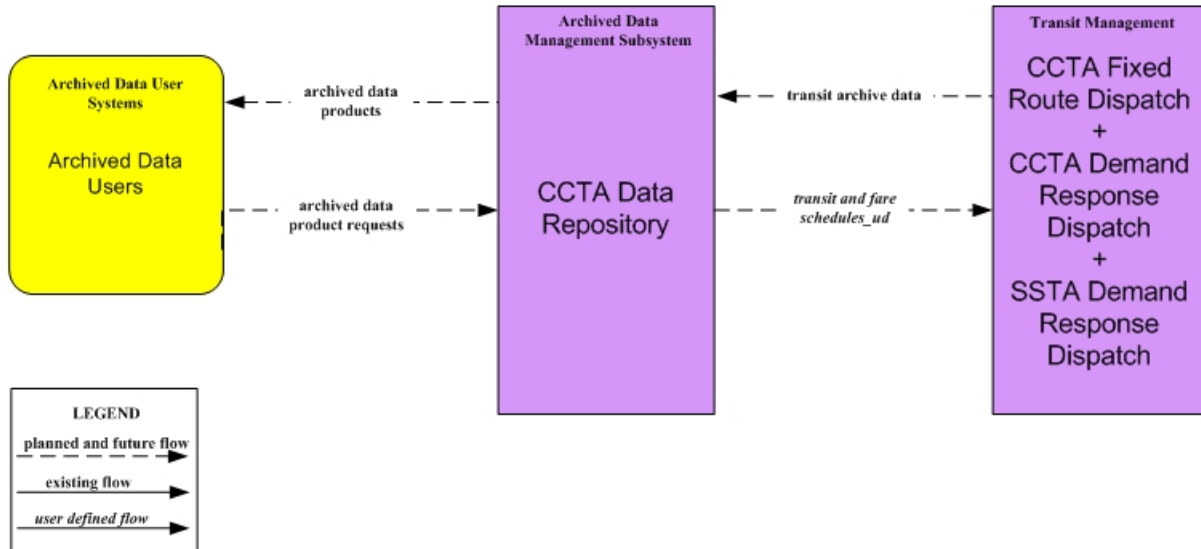 Archived Data User
Systems
Archived Data
Users
archived data
products
archived data
product requests
Archived Data
Management Subsystem
CCTA Data
Repository
transit archive data
transit and fare
schedules_ud
Transit Management
CCTA Fixed
Route Dispatch
+
CCTA Demand
Response
Dispatch
+
SSTA Demand
Response
Dispatch
LEGEND
planned and future flow
existing flow
user defined flow